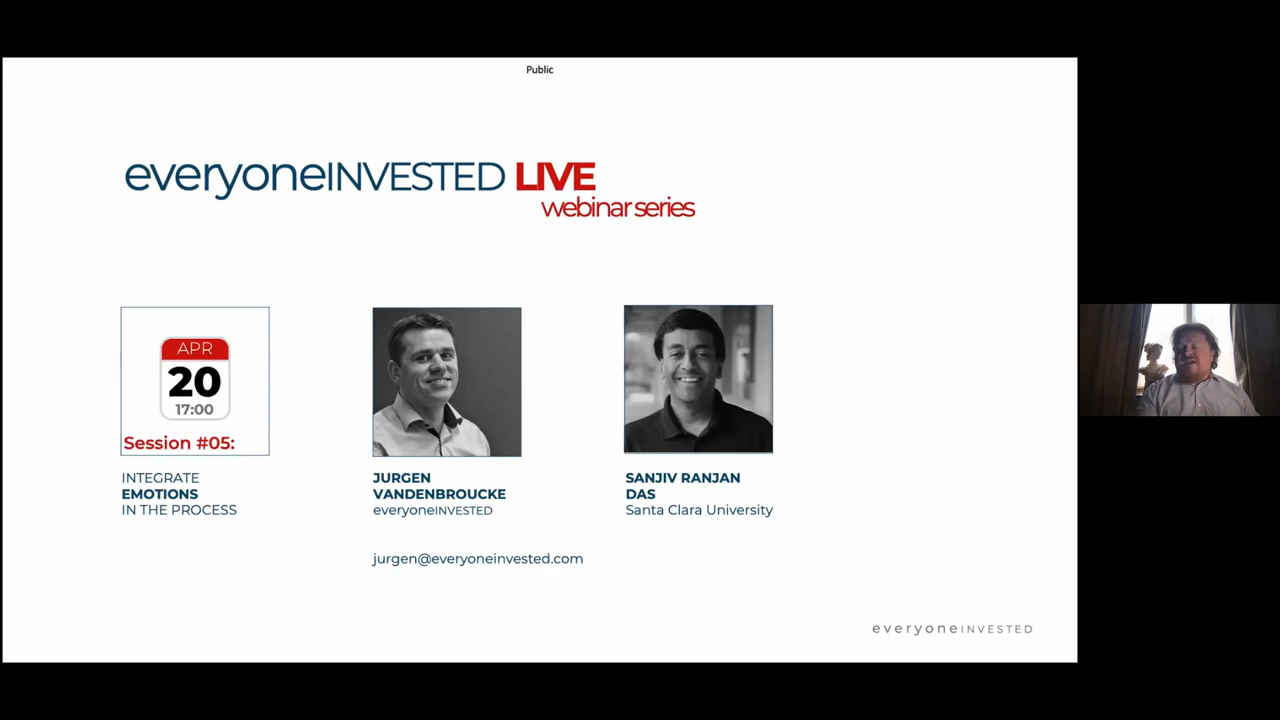 Public
everyoneINVESTED LIVE
webinar series
APR
20
17:00
Session #05:
INTEGRATE
EMOTIONS
IN THE PROCESS
JURGEN
VANDENBROUCKE
everyoneINVESTED
SANJIV RANJAN
DAS
Santa Clara University
jurgen@everyoneinvested.com
everyoneINVESTED